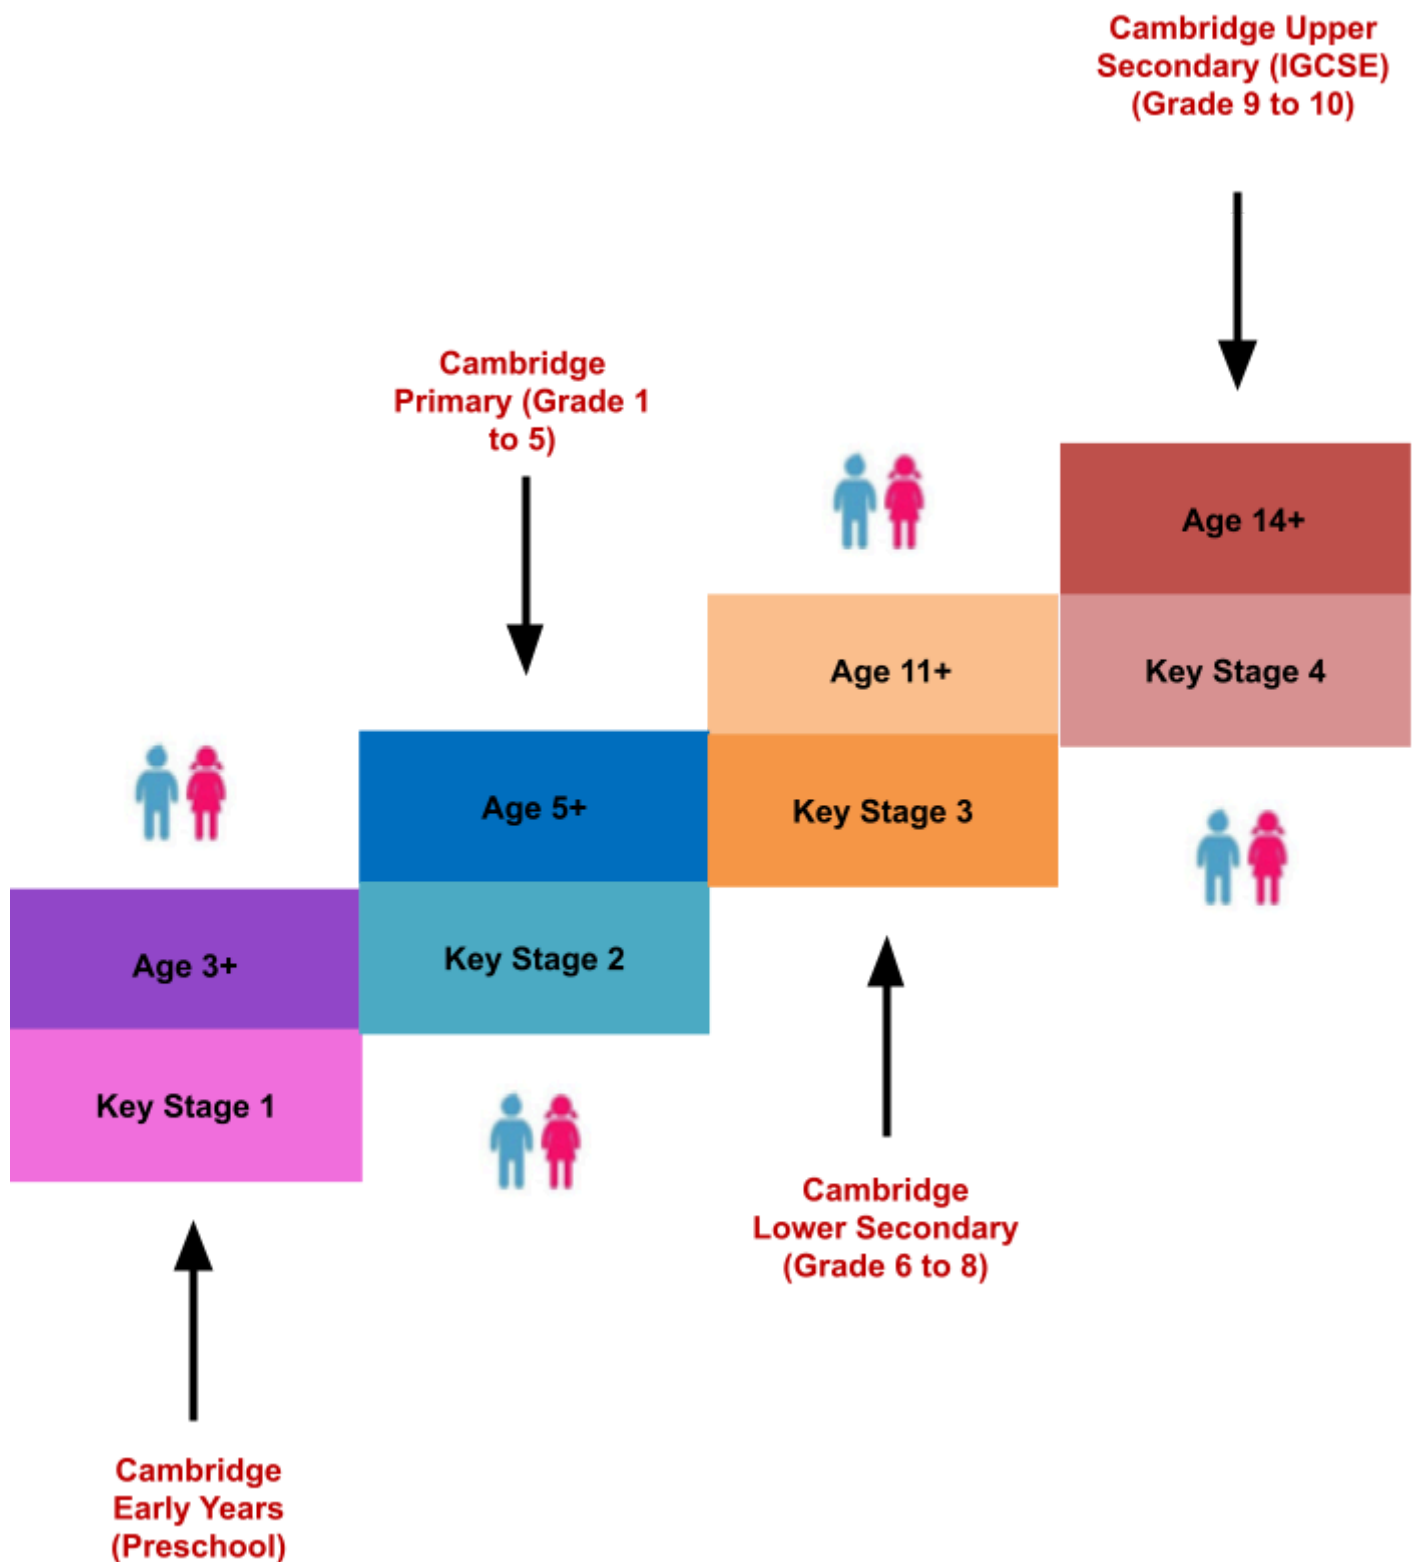 Cambridge Upper
Secondary (IGCSE)
(Grade 9 to 10)
Cambridge
Primary (Grade 1
to 5)
Age 14+
Key Stage 4
Age 11+
Key Stage 3
Age 5+
Key Stage 2
Age 3+
Key Stage 1
Cambridge
Lower Secondary
(Grade 6 to 8)
Cambridge
Early Years
(Preschool)